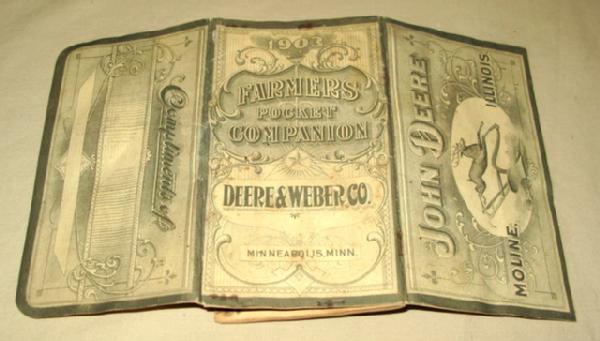 Compliments of
1903
FARMERS
POCKET
COMPANION
DEERE & WEBER CO.
MINNEAPOLIS, MINN.
JOHN DEERE
MOLINE, ILLINOIS.